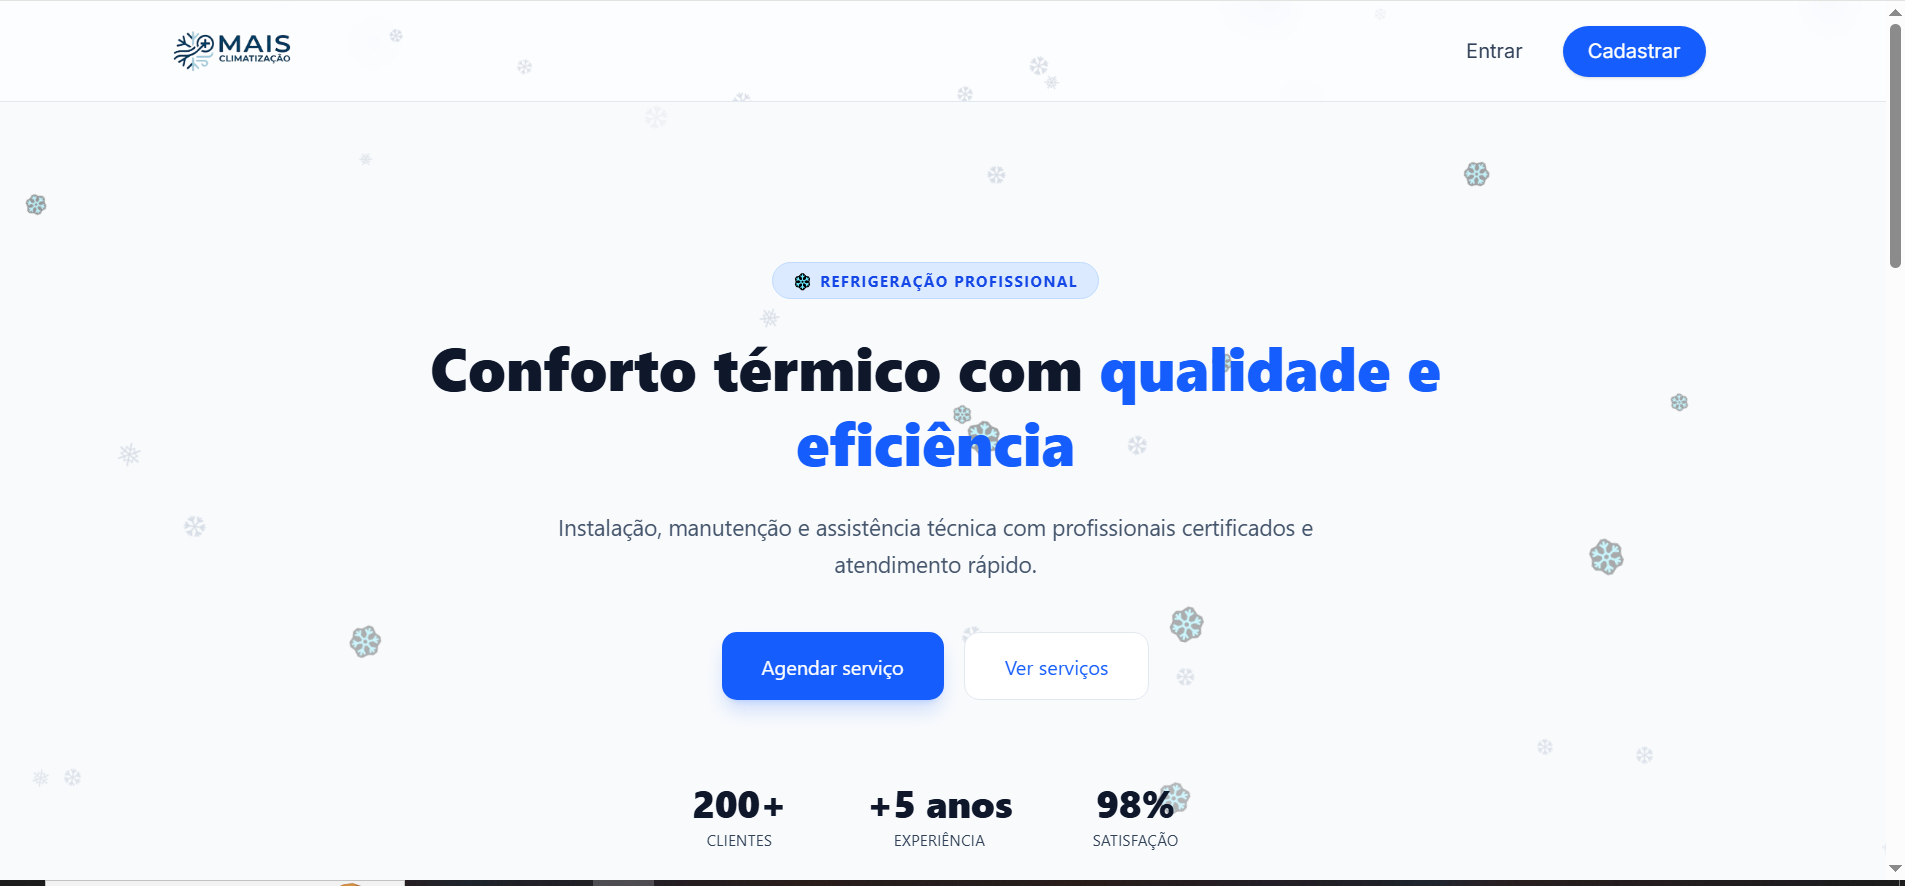 MAIS
CLIMATIZAÇÃO
Entrar
Cadastrar
REFRIGERAÇÃO PROFISSIONAL
Conforto térmico com qualidade e
eficiência
Instalação, manutenção e assistência técnica com profissionais certificados e
atendimento rápido.
Agendar serviço
Ver serviços
200+
CLIENTES
+5 anos
EXPERIÊNCIA
98%
SATISFAÇÃO